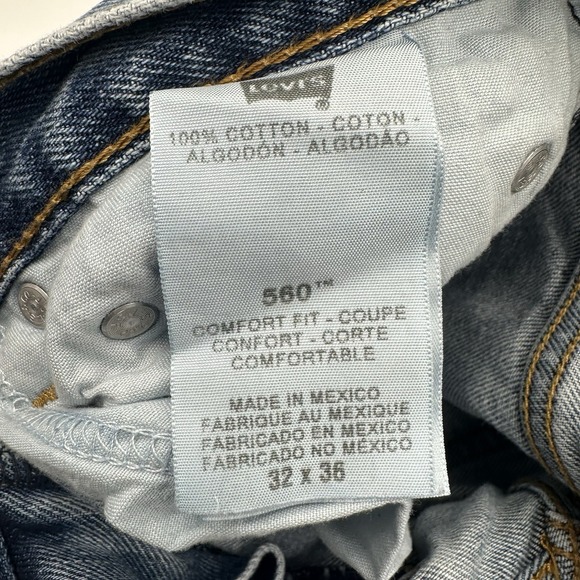 LEVI'S
®
100% COTTON - COTON -
ALGODÓN - ALGODÃO
560™
COMFORT FIT - COUPE
CONFORT - CORTE
COMFORTABLE
MADE IN MEXICO
FABRIQUE AU MEXIQUE
FABRICADO EN MEXICO
FABRICADO NO MÉXICO
32 x 36